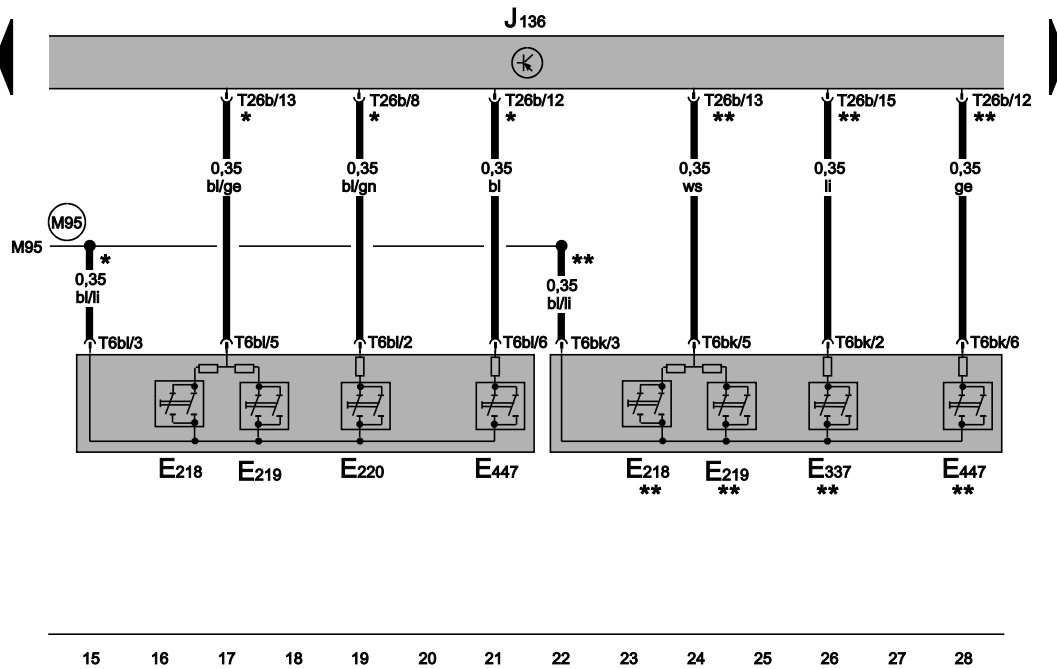 J136
T26b/13 T26b/8 T26b/12 T26b/13 T26b/15 T26b/12
* * * ** ** **
0,35 0,35 0,35 0,35 0,35 0,35
bl/ge bl/gn bl ws li ge
M95
M95
* **
0,35 0,35
bl/li bl/li
T6bl/3 T6bl/5 T6bl/2 T6bl/6 T6bk/3 T6bk/5 T6bk/2 T6bk/6
E218 E219 E220 E447 E218 E219 E337 E447
** ** ** **
15 16 17 18 19 20 21 22 23 24 25 26 27 28